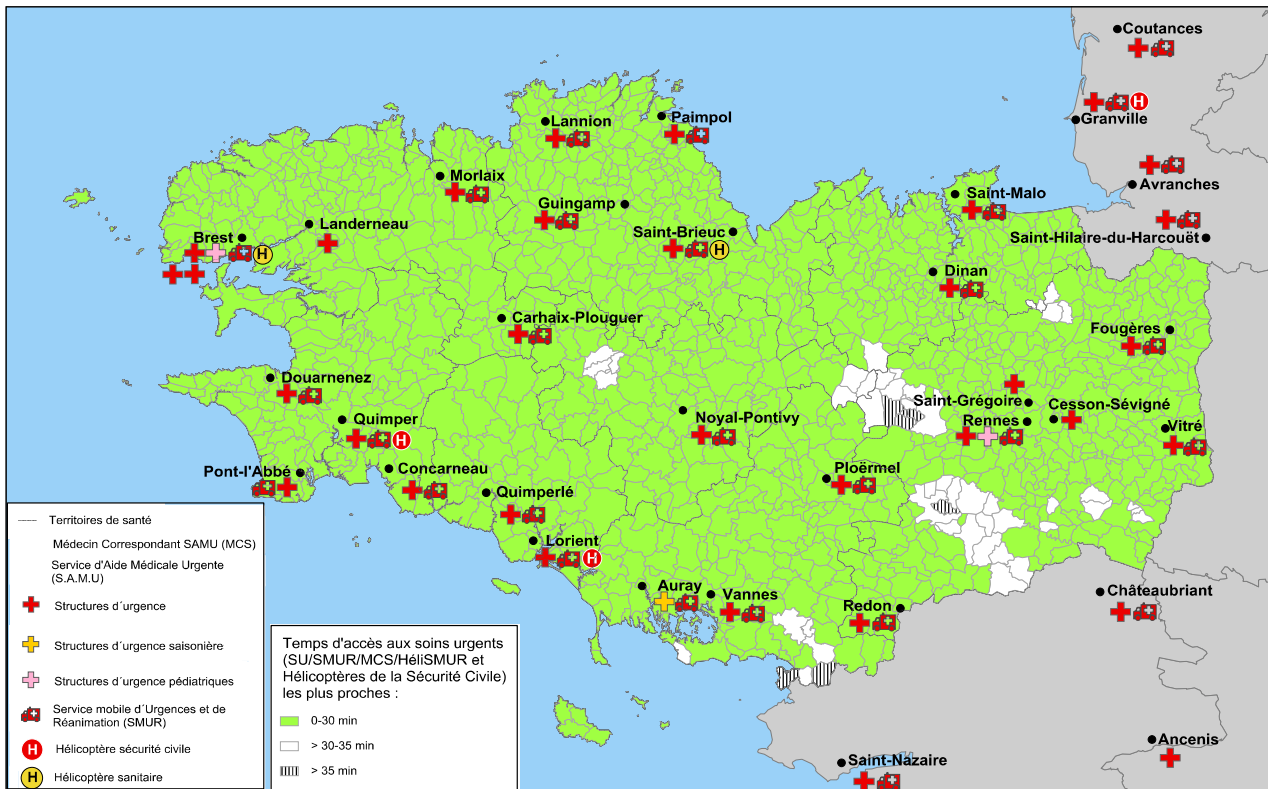 Coutances
H
Granville
Lannion
Paimpol
Avranches
Morlaix
Saint-Malo
Guingamp
Landerneau
Brest
H
Saint-Brieuc
H
Saint-Hilaire-du-Harcouët
Dinan
Carhaix-Plouguer
Fougères
Douarnenez
Saint-Grégoire
Cesson-Sévigné
Quimper
H
Noyal-Pontivy
Rennes
Vitré
Pont-l'Abbé
Concarneau
Ploërmel
Quimperlé
Lorient
H
Auray
Vannes
Redon
Châteaubriant
Ancenis
Saint-Nazaire
Territoires de santé
Médecin Correspondant SAMU (MCS)
Service d'Aide Médicale Urgente
(S.A.M.U)
Structures d´urgence
Structures d´urgence saisonière
Structures d´urgence pédiatriques
Service mobile d´Urgences et de
Réanimation (SMUR)
H Hélicoptère sécurité civile
H Hélicoptère sanitaire
Temps d'accès aux soins urgents
(SU/SMUR/MCS/HéliSMUR et
Hélicoptères de la Sécurité Civile)
les plus proches :
0-30 min
> 30-35 min
> 35 min